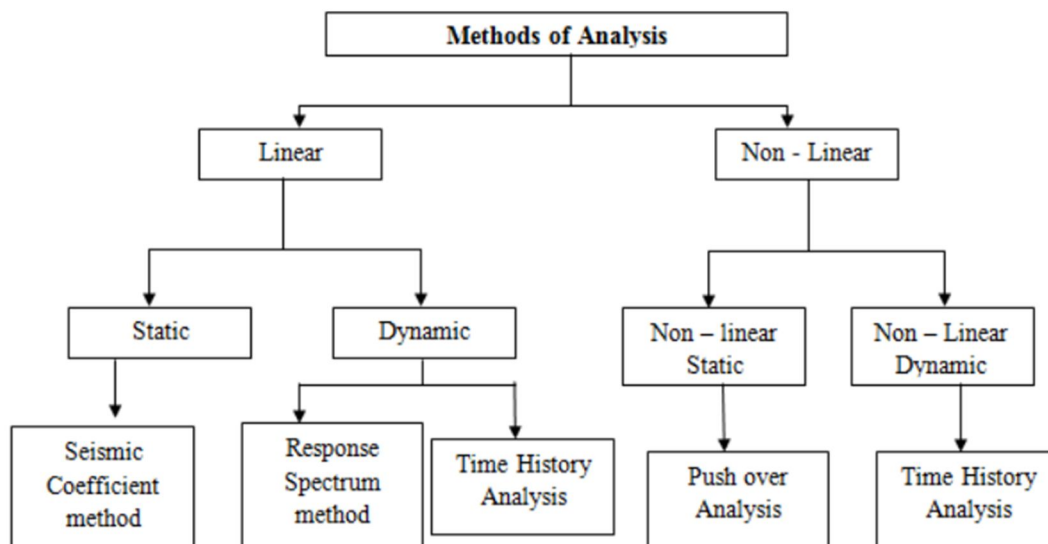 Methods of Analysis
Linear
Non - Linear
Static
Dynamic
Non – linear
Static
Non – Linear
Dynamic
Seismic
Coefficient
method
Response
Spectrum
method
Time History
Analysis
Push over
Analysis
Time History
Analysis